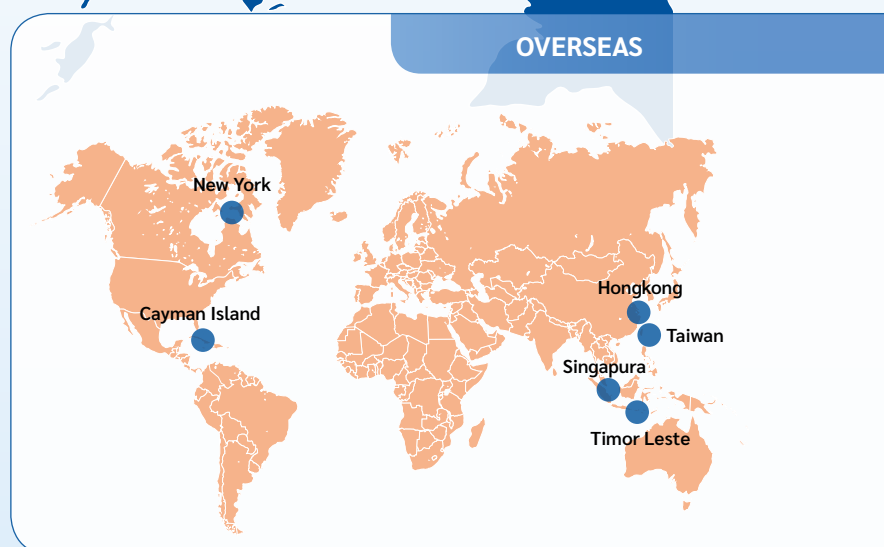 OVERSEAS
New York
Hongkong
Cayman Island
Taiwan
Singapura
Timor Leste